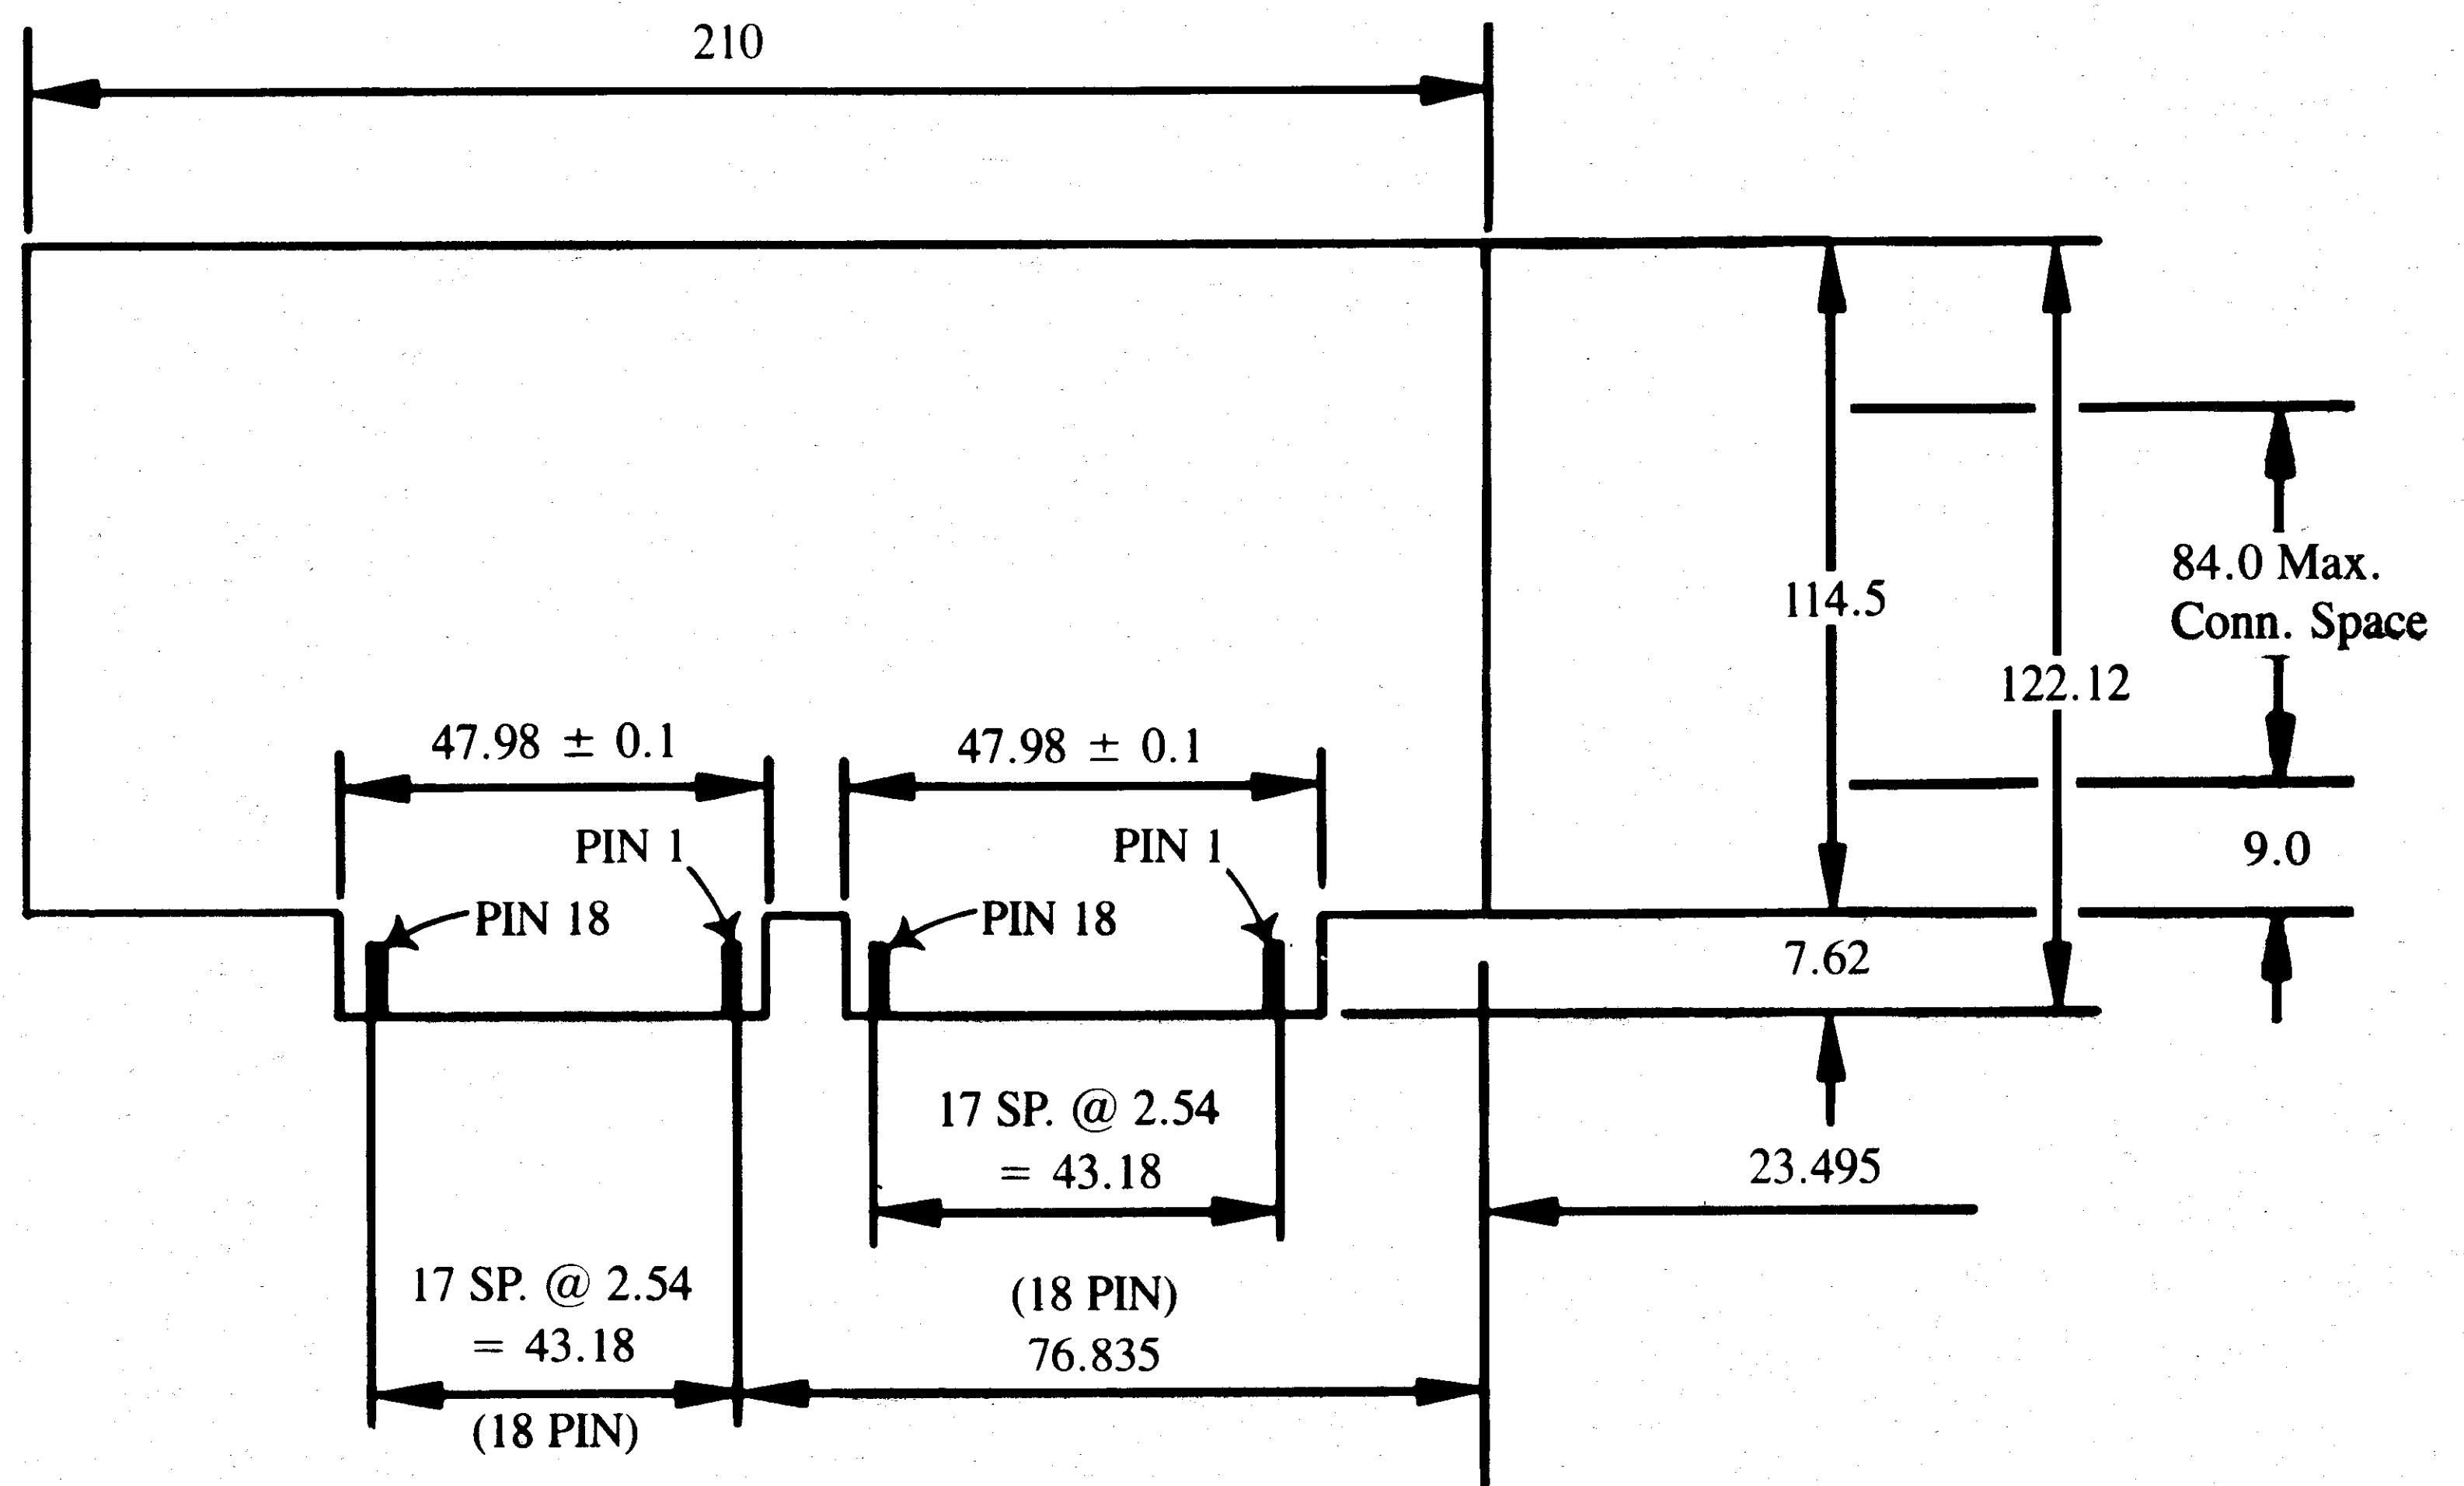 210
84.0 Max.
Conn. Space
114.5
122.12
47.98 ± 0.1
47.98 ± 0.1
PIN 1
PIN 1
9.0
PIN 18
PIN 18
7.62
17 SP. @ 2.54
= 43.18
23.495
17 SP. @ 2.54
= 43.18
(18 PIN)
(18 PIN)
76.835